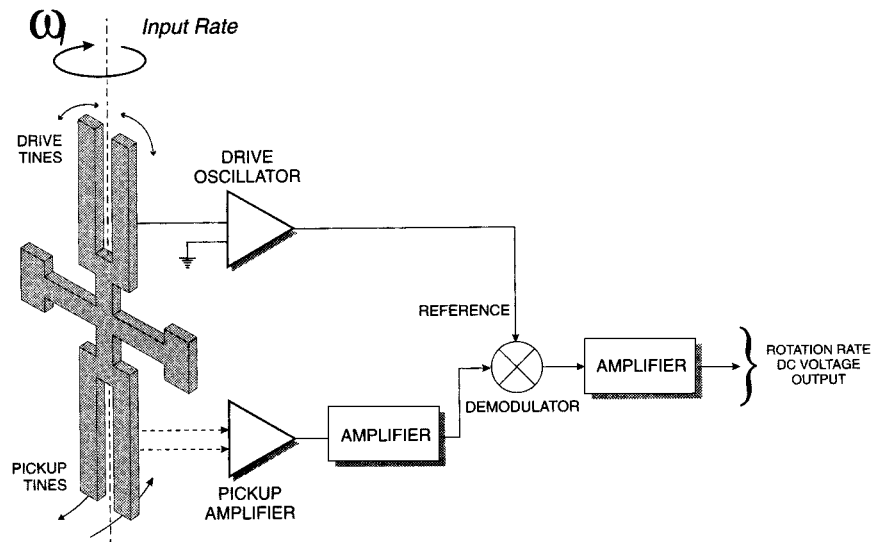 ωI Input Rate
DRIVE
TINES
DRIVE
OSCILLATOR
REFERENCE
AMPLIFIER
ROTATION RATE
DC VOLTAGE
OUTPUT
DEMODULATOR
AMPLIFIER
PICKUP
TINES
PICKUP
AMPLIFIER